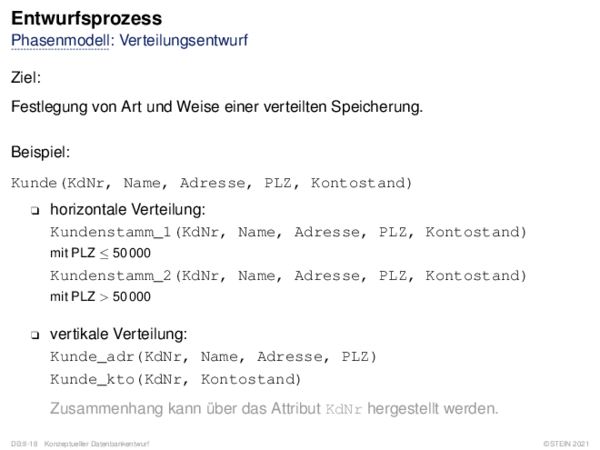 Entwurfsprozess
Phasenmodell: Verteilungsentwurf
Ziel:
Festlegung von Art und Weise einer verteilten Speicherung.
Beispiel:
Kunde(KdNr, Name, Adresse, PLZ, Kontostand)
❑ horizontale Verteilung:
Kundenstamm_1(KdNr, Name, Adresse, PLZ, Kontostand)
mit PLZ ≤ 50 000
Kundenstamm_2(KdNr, Name, Adresse, PLZ, Kontostand)
mit PLZ > 50 000
❑ vertikale Verteilung:
Kunde_adr(KdNr, Name, Adresse, PLZ)
Kunde_kto(KdNr, Kontostand)
Zusammenhang kann über das Attribut KdNr hergestellt werden.
DB:II-18 Konzeptueller Datenbankentwurf ©STEIN 2021